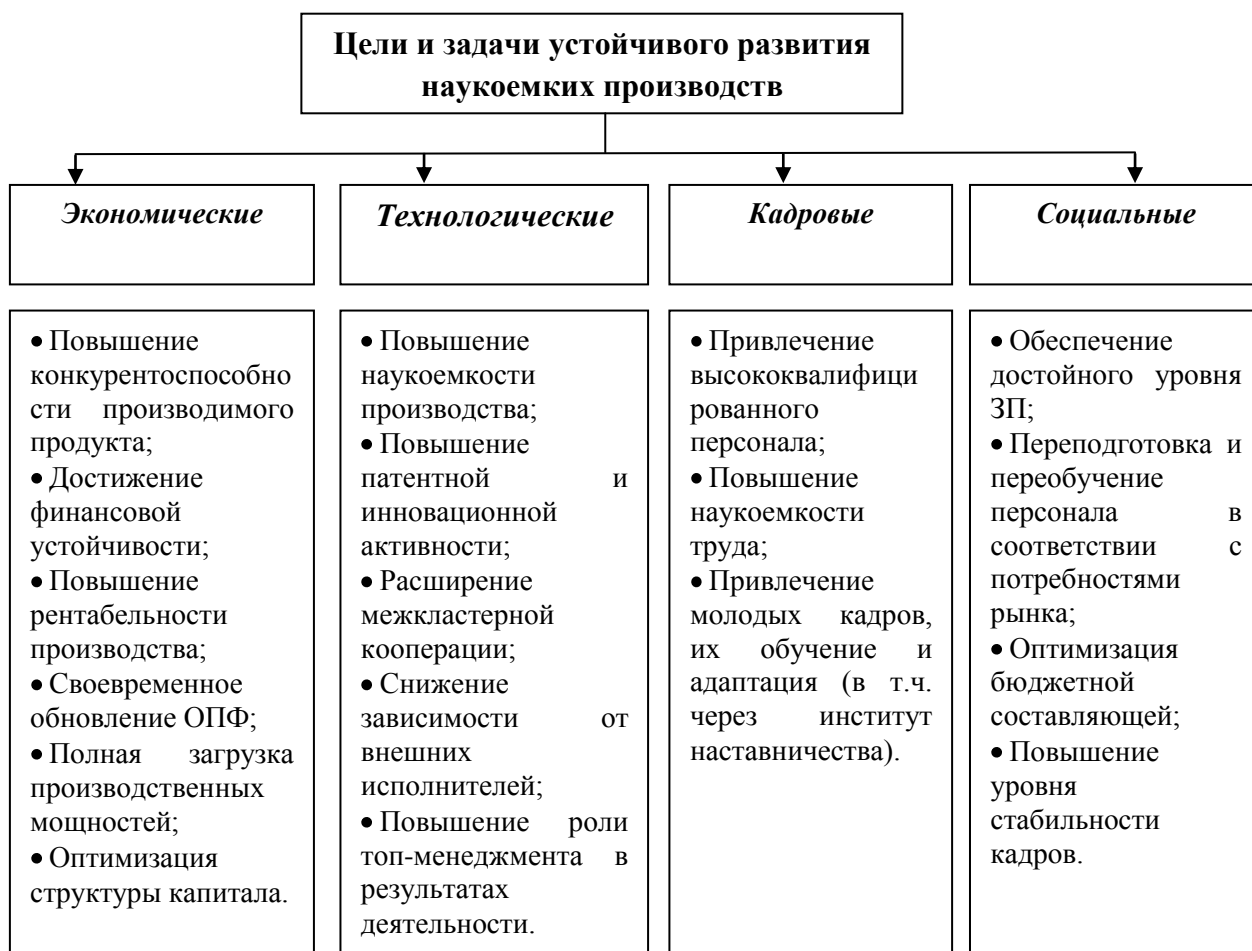 Цели и задачи устойчивого развития
наукоемких производств
Экономические
Технологические
Кадровые
Социальные
• Повышение
конкурентоспособно
сти производимого
продукта;
• Достижение
финансовой
устойчивости;
• Повышение
рентабельности
производства;
• Своевременное
обновление ОПФ;
• Полная загрузка
производственных
мощностей;
• Оптимизация
структуры капитала.
• Повышение
наукоемкости
производства;
• Повышение
патентной и
инновационной
активности;
• Расширение
межкластерной
кооперации;
• Снижение
зависимости от
внешних
исполнителей;
• Повышение роли
топ-менеджмента в
результатах
деятельности.
• Привлечение
высококвалифици
рованного
персонала;
• Повышение
наукоемкости
труда;
• Привлечение
молодых кадров,
их обучение и
адаптация (в т.ч.
через институт
наставничества).
• Обеспечение
достойного уровня
ЗП;
• Переподготовка и
переобучение
персонала в
соответствии с
потребностями
рынка;
• Оптимизация
бюджетной
составляющей;
• Повышение
уровня
стабильности
кадров.